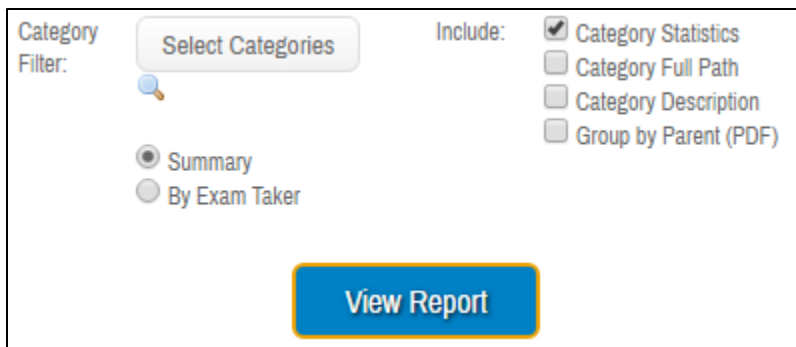 Category
Filter:
Select Categories
Summary
By Exam Taker
Include:
Category Statistics
Category Full Path
Category Description
Group by Parent (PDF)
View Report